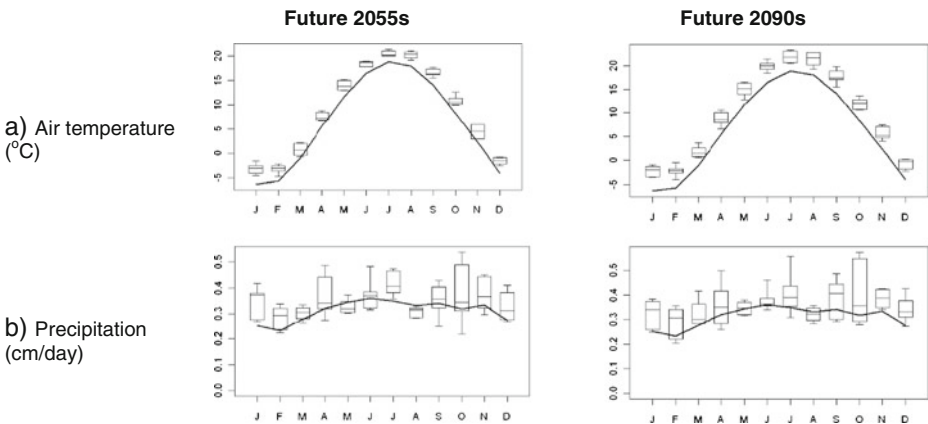 Future 2055s
Future 2090s
a) Air temperature
(°C)
20
15
10
5
0
-5
J F M A M J J A S O N D
20
15
10
5
0
-5
J F M A M J J A S O N D
b) Precipitation
(cm/day)
0.5
0.4
0.3
0.2
0.1
0.0
J F M A M J J A S O N D
0.5
0.4
0.3
0.2
0.1
0.0
J F M A M J J A S O N D